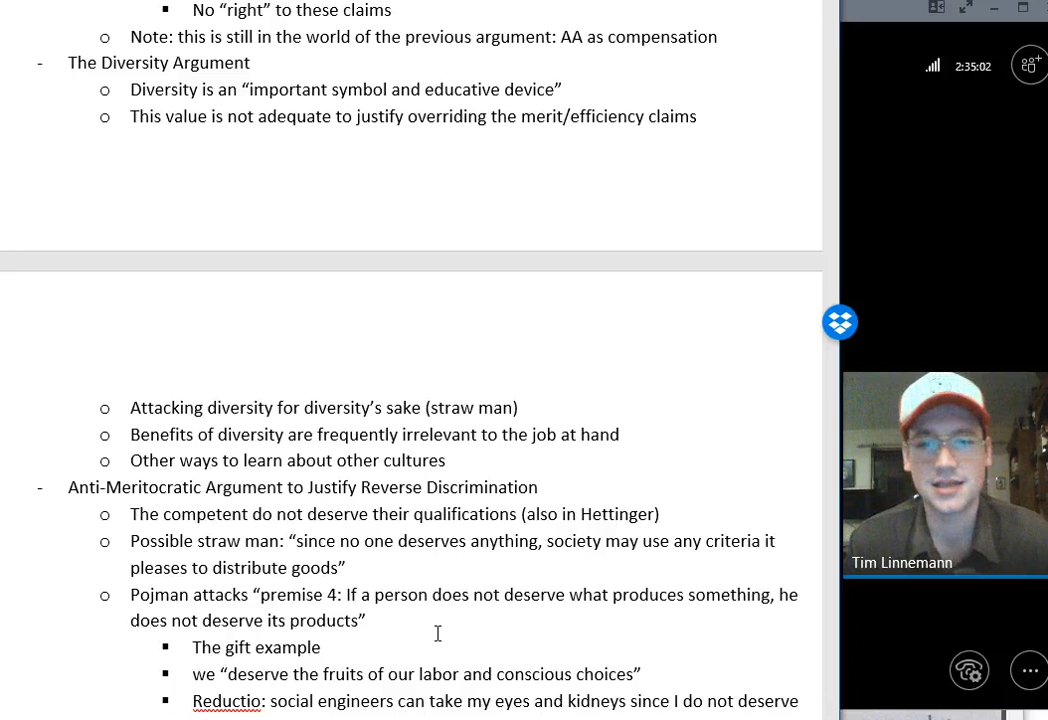 No “right” to these claims
Note: this is still in the world of the previous argument: AA as compensation
2:35:02
- The Diversity Argument
Diversity is an “important symbol and educative device”
This value is not adequate to justify overriding the merit/efficiency claims
Attacking diversity for diversity’s sake (straw man)
Benefits of diversity are frequently irrelevant to the job at hand
Other ways to learn about other cultures
- Anti-Meritocratic Argument to Justify Reverse Discrimination
The competent do not deserve their qualifications (also in Hettinger)
Possible straw man: “since no one deserves anything, society may use any criteria it
pleases to distribute goods”
Tim Linnemann
Pojman attacks “premise 4: If a person does not deserve what produces something, he
does not deserve its products”
The gift example
we “deserve the fruits of our labor and conscious choices”
Reductio: social engineers can take my eyes and kidneys since I do not deserve